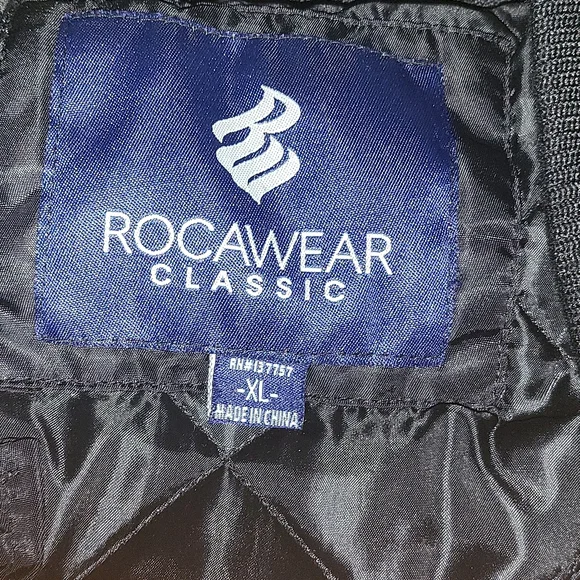 ROCAWEAR
CLASSIC
RN#137757
-XL-
MADE IN CHINA